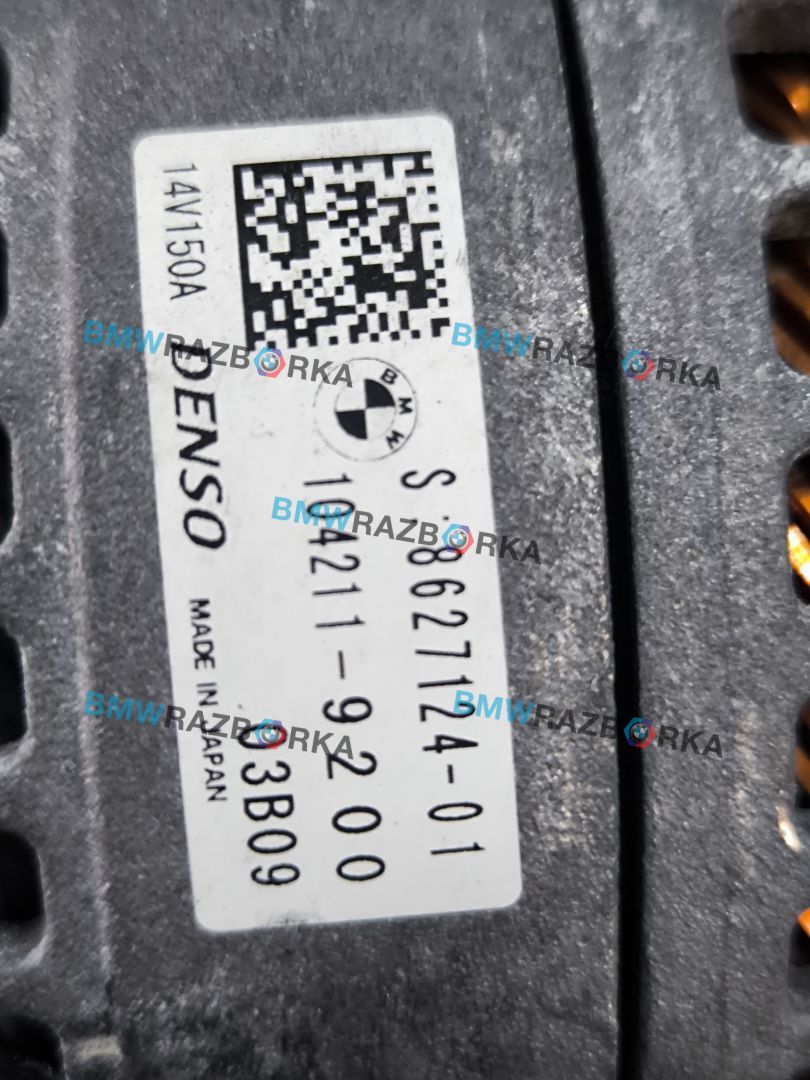 S:8627124-01
BMW
104211-9200
03B09
14V150A
DENSO
MADE IN JAPAN
BMWRAZBORKA
BMWRAZBORKA
BMWRAZBORKA
BMWRAZBORKA
BMWRAZBORKA